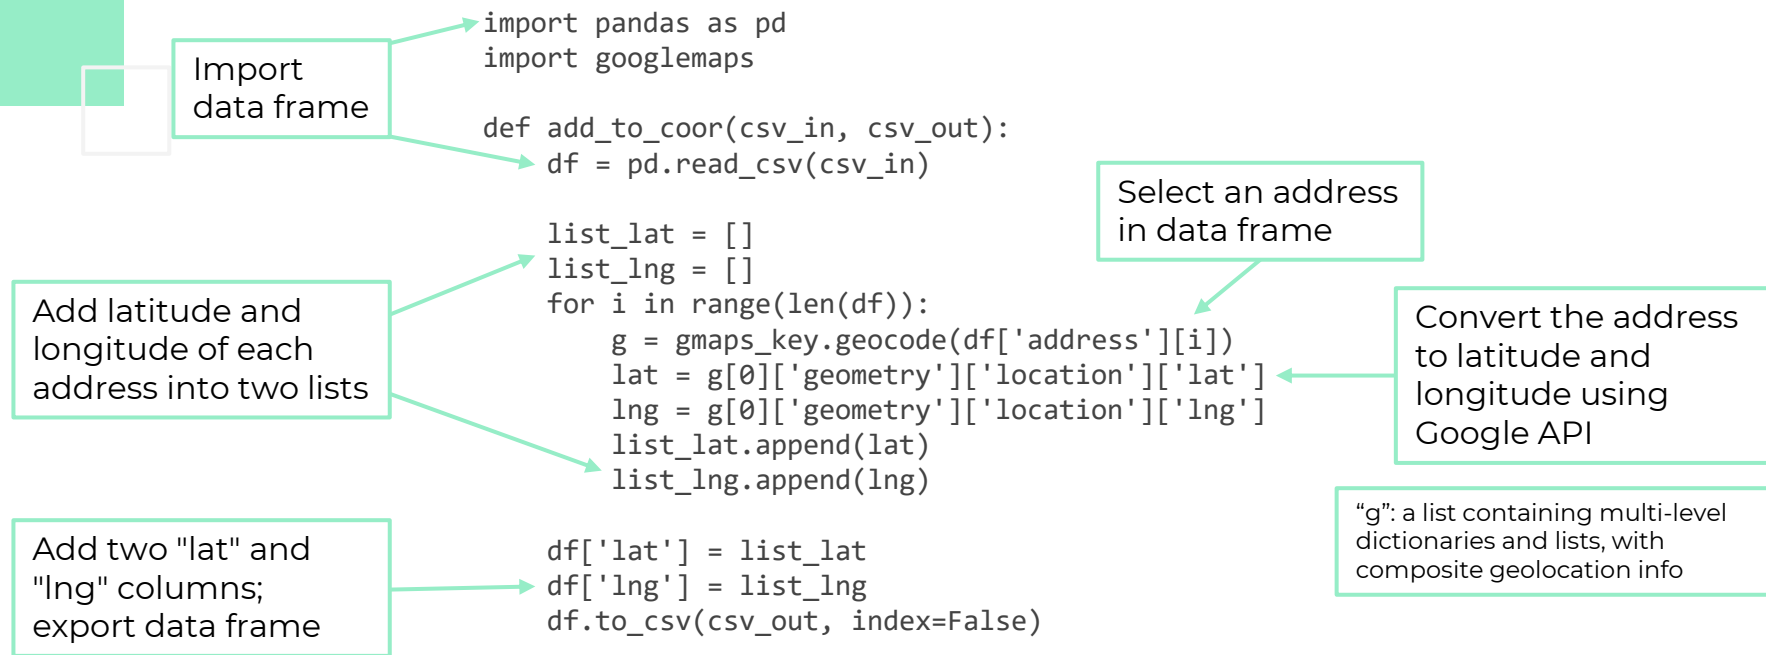 import pandas as pd
import googlemaps
Import
data frame
def add_to_coor(csv_in, csv_out):
    df = pd.read_csv(csv_in)
Select an address
in data frame
    list_lat = []
    list_lng = []
    for i in range(len(df)):
        g = gmaps_key.geocode(df['address'][i])
        lat = g[0]['geometry']['location']['lat']
        lng = g[0]['geometry']['location']['lng']
        list_lat.append(lat)
        list_lng.append(lng)
Add latitude and
longitude of each
address into two lists
Convert the address
to latitude and
longitude using
Google API
“g”: a list containing multi-level
dictionaries and lists, with
composite geolocation info
Add two "lat" and
"lng" columns;
export data frame
    df['lat'] = list_lat
    df['lng'] = list_lng
    df.to_csv(csv_out, index=False)